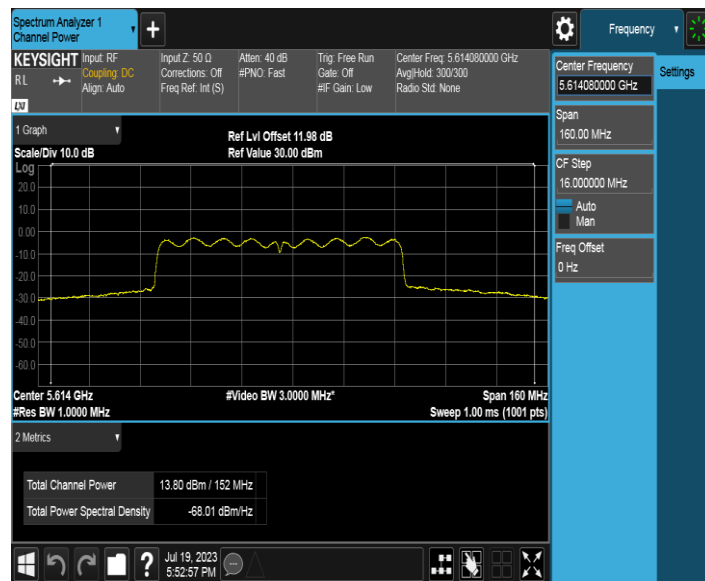 Spectrum Analyzer 1
Channel Power
Frequency
KEYSIGHT
RL
LXI
Input: RF
Coupling: DC
Align: Auto
Input Z: 50 Ω
Corrections: Off
Freq Ref: Int (S)
Atten: 40 dB
#PNO: Fast
Trig: Free Run
Gate: Off
#IF Gain: Low
Center Freq: 5.614080000 GHz
Avg|Hold: 300/300
Radio Std: None
Center Frequency
5.614080000 GHz
Settings
Span
160.00 MHz
CF Step
16.000000 MHz
Auto
Man
Freq Offset
0 Hz
1 Graph
Scale/Div 10.0 dB
Ref Lvl Offset 11.98 dB
Ref Value 30.00 dBm
Log
20.0
10.0
0.00
-10.0
-20.0
-30.0
-40.0
-50.0
-60.0
Center 5.614 GHz
#Video BW 3.0000 MHz*
Span 160 MHz
#Res BW 1.0000 MHz
Sweep 1.00 ms (1001 pts)
2 Metrics
Total Channel Power 13.80 dBm / 152 MHz
Total Power Spectral Density -68.01 dBm/Hz
?
Jul 19, 2023
5:52:57 PM